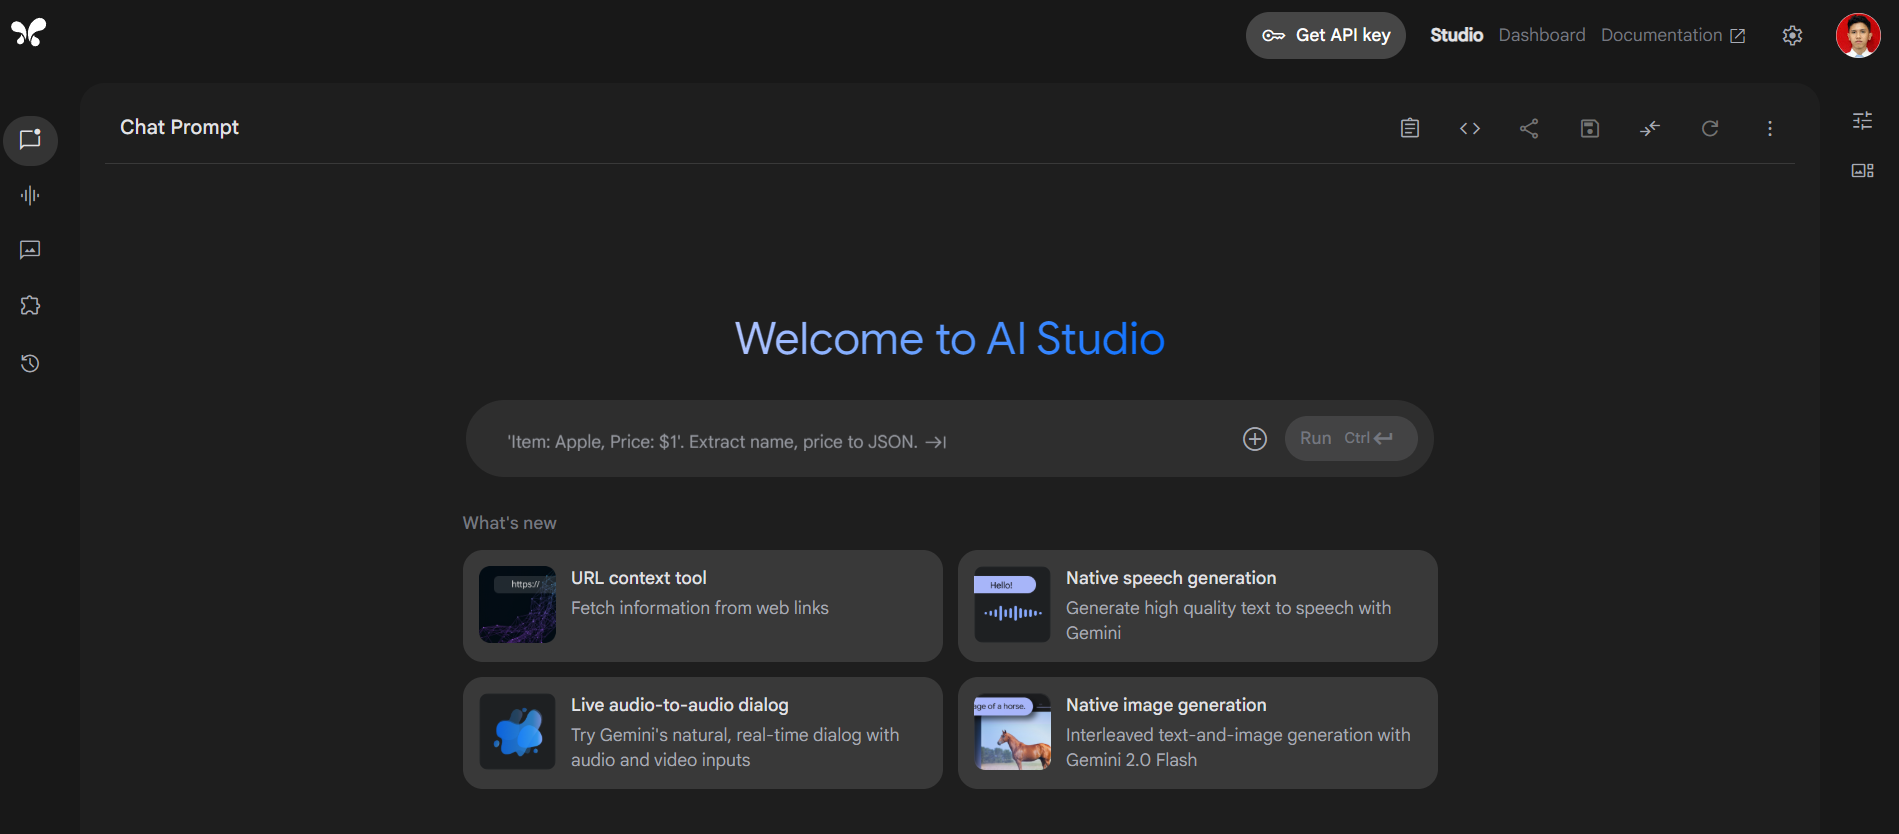 Get API key
Studio
Dashboard
Documentation
Chat Prompt
Welcome to AI Studio
'Item: Apple, Price: $1'. Extract name, price to JSON.
Run Ctrl
What's new
https://
URL context tool
Fetch information from web links
Hello!
Native speech generation
Generate high quality text to speech with
Gemini
Live audio-to-audio dialog
Try Gemini's natural, real-time dialog with
audio and video inputs
age of a horse.
Native image generation
Interleaved text-and-image generation with
Gemini 2.0 Flash